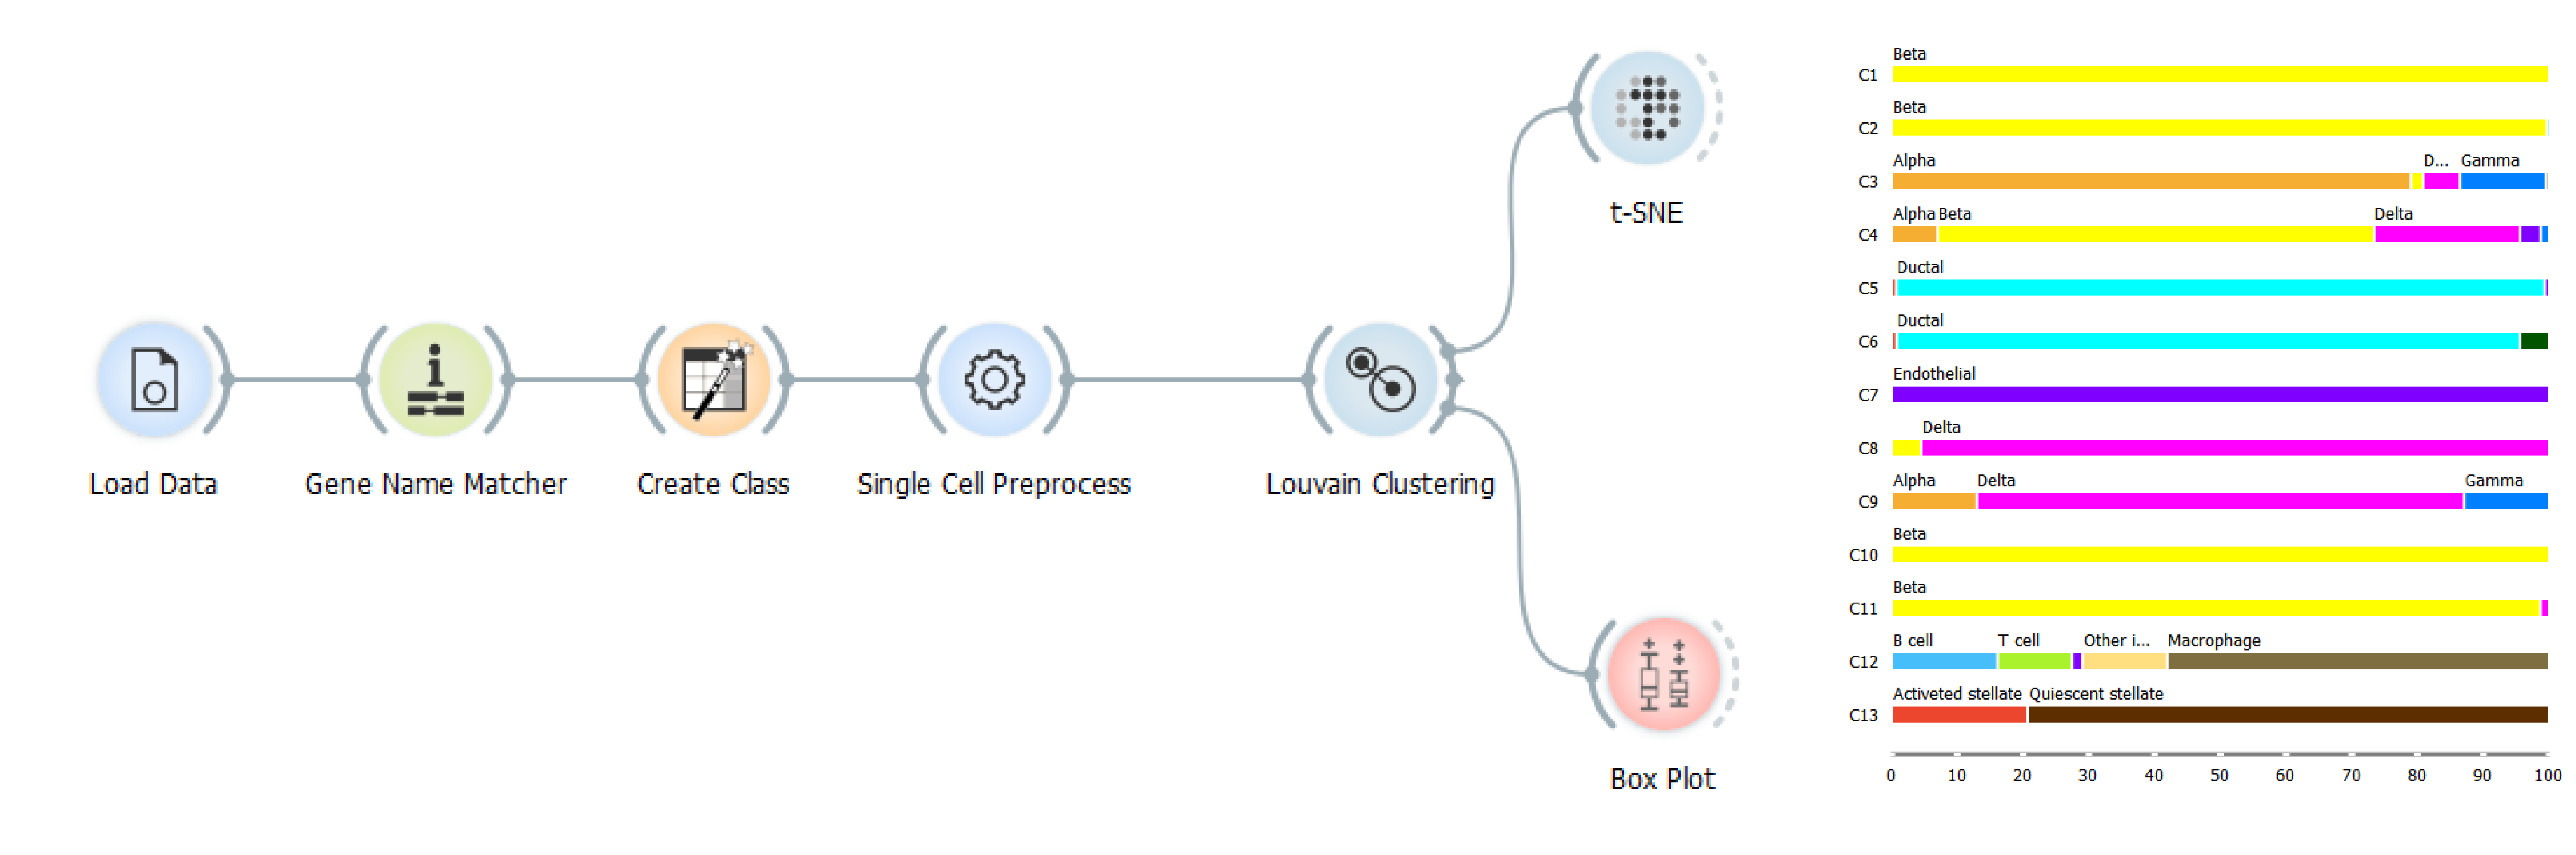 t-SNE
Load Data
Gene Name Matcher
Create Class
Single Cell Preprocess
Louvain Clustering
Box Plot
Beta
C1
Beta
C2
Alpha D... Gamma
C3
Alpha Beta Delta
C4
Ductal
C5
Ductal
C6
Endothelial
C7
Delta
C8
Alpha Delta Gamma
C9
Beta
C10
Beta
C11
B cell T cell Other i... Macrophage
C12
Activeted stellate Quiescent stellate
C13
0 10 20 30 40 50 60 70 80 90 100